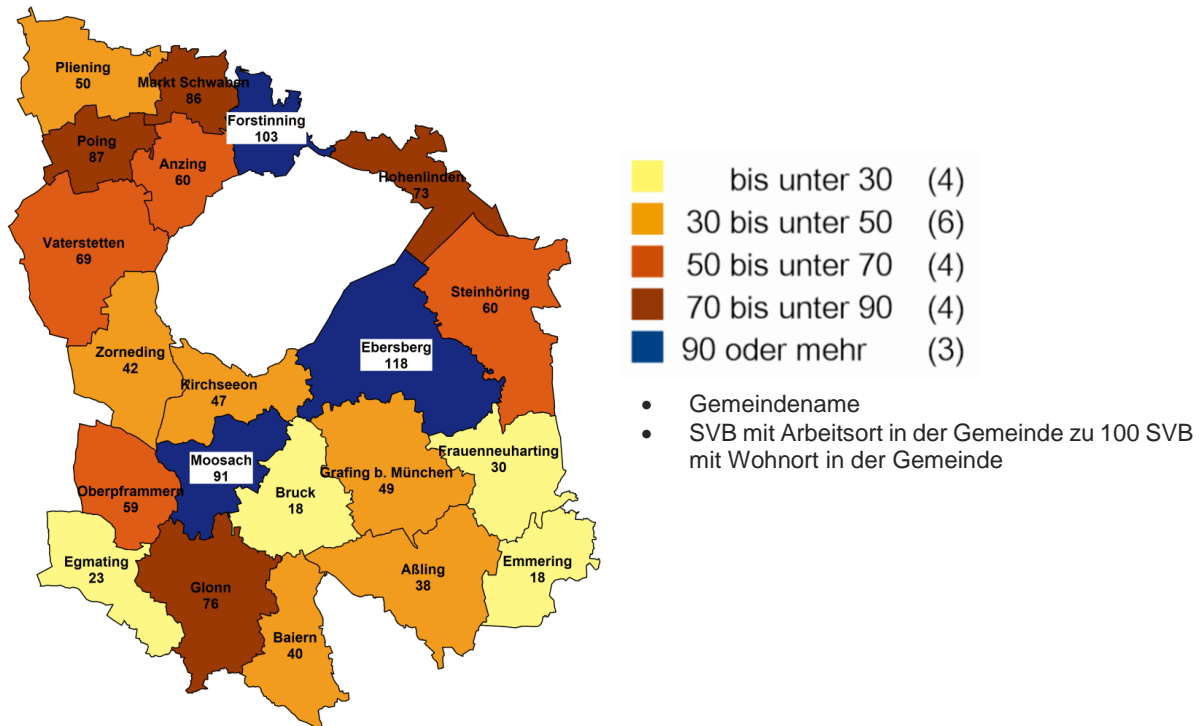 Pliening
50
Markt Schwaben
86
Forstinning
103
Poing
87
Anzing
60
Hohenlinden
73
Vaterstetten
69
Steinhöring
60
Zorneding
42
Ebersberg
118
Kirchseeon
47
Moosach
91
Frauenneuharting
30
Grafing b. München
49
Oberpframmern
59
Bruck
18
Egmating
23
Glonn
76
Aßling
38
Emmering
18
Baiern
40
bis unter 30 (4)
30 bis unter 50 (6)
50 bis unter 70 (4)
70 bis unter 90 (4)
90 oder mehr (3)
• Gemeindename
• SVB mit Arbeitsort in der Gemeinde zu 100 SVB
mit Wohnort in der Gemeinde